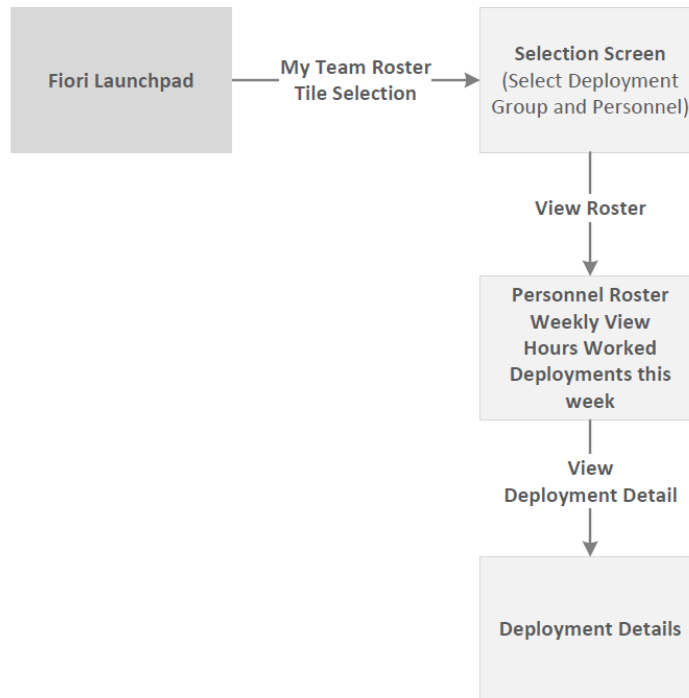 Fiori Launchpad
My Team Roster
Tile Selection
Selection Screen
(Select Deployment
Group and Personnel)
View Roster
Personnel Roster
Weekly View
Hours Worked
Deployments this
week
View
Deployment Detail
Deployment Details